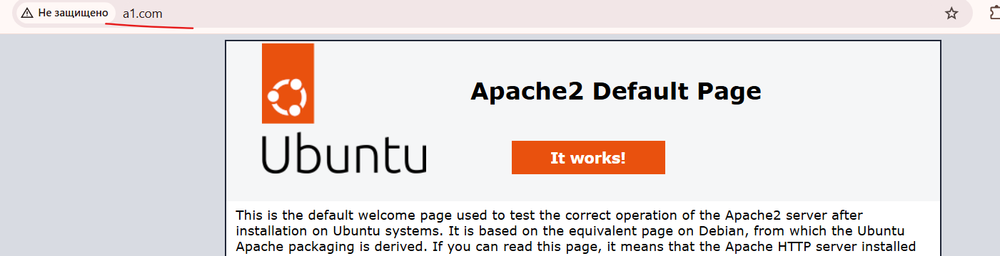 Не защищено a1.com
Apache2 Default Page
Ubuntu
It works!
This is the default welcome page used to test the correct operation of the Apache2 server after
installation on Ubuntu systems. It is based on the equivalent page on Debian, from which the Ubuntu
Apache packaging is derived. If you can read this page, it means that the Apache HTTP server installed